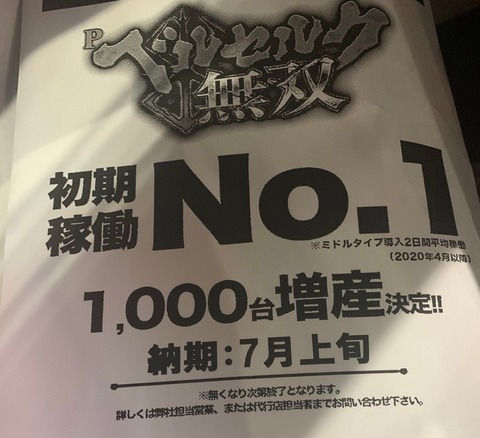 P
ベルセルク
無双
初期
稼働
No.1
※ミドルタイプ導入2日間平均稼働
(2020年4月以降)
1,000台増産決定!!
納期:7月上旬
※無くなり次第終了となります。
詳しくは弊社担当営業、または代行店担当者までお問い合わせ下さい。